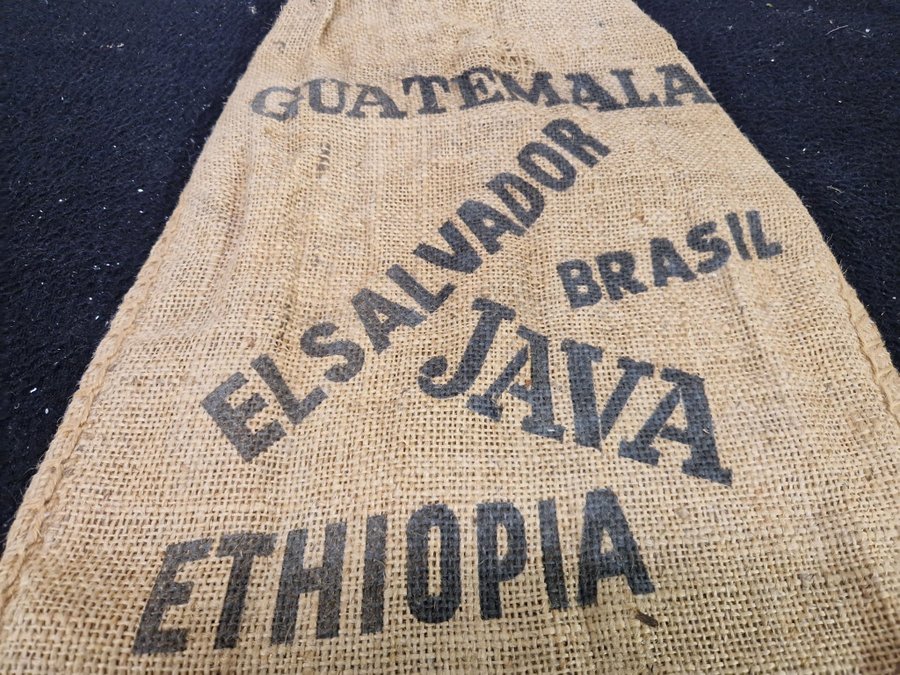 GUATEMALA
ELSALVADOR
BRASIL
JAVA
ETHIOPIA